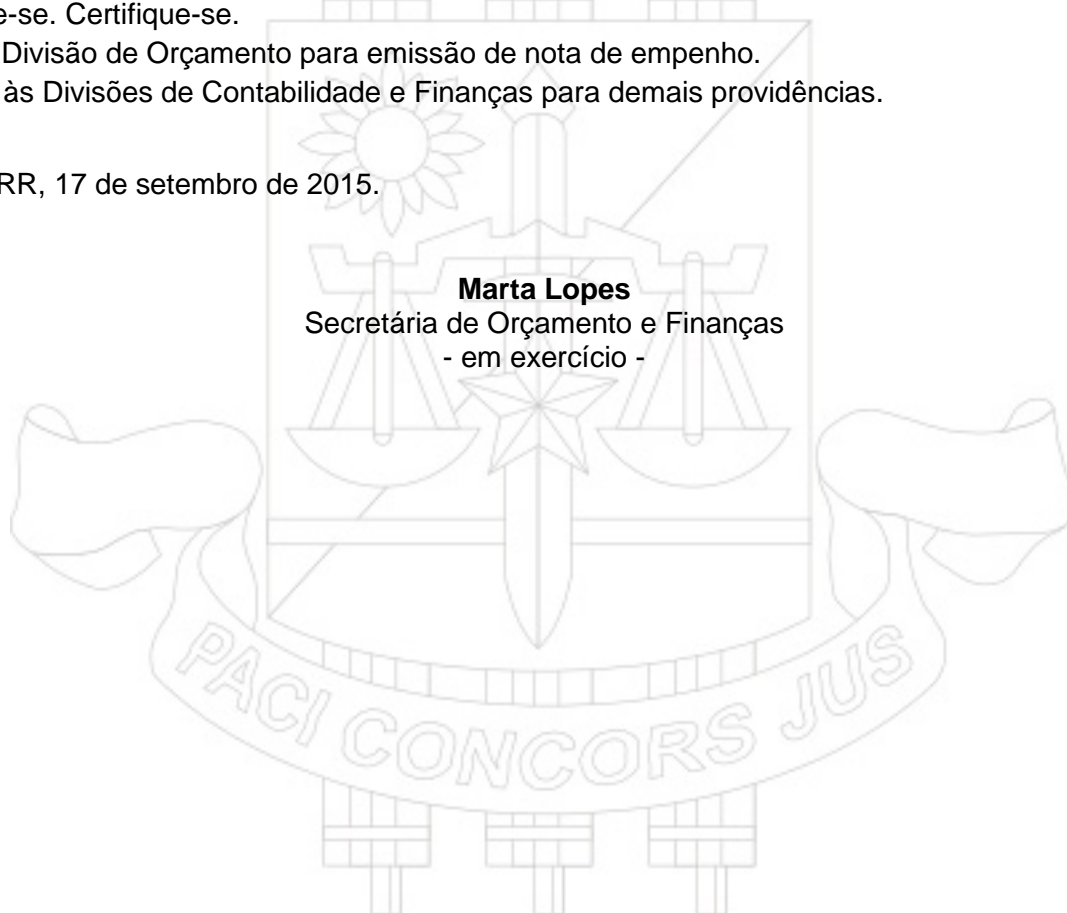 e-se. Certifique-se.
Divisão de Orçamento para emissão de nota de empenho.
às Divisões de Contabilidade e Finanças para demais providências.
RR, 17 de setembro de 2015.
Marta Lopes
Secretária de Orçamento e Finanças
- em exercício -
PACI CONCORS JUS